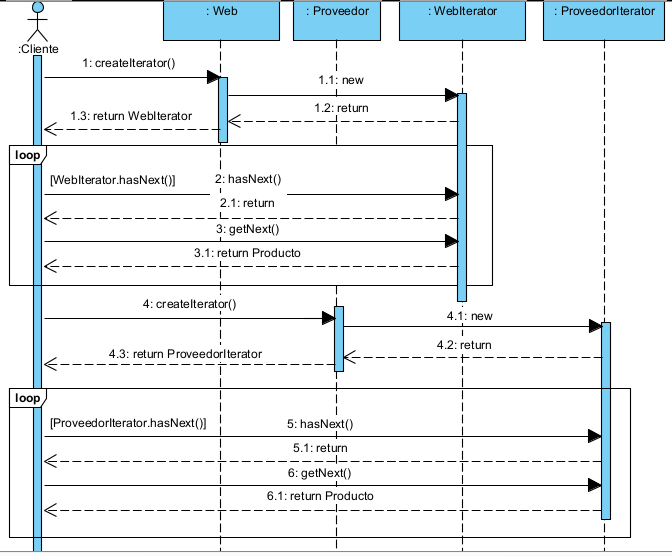 : Web
: Proveedor
: WebIterator
: ProveedorIterator
:Cliente
1: createIterator()
1.1: new
1.2: return
1.3: return WebIterator
loop
[WebIterator.hasNext()]
2: hasNext()
2.1: return
3: getNext()
3.1: return Producto
4: createIterator()
4.1: new
4.2: return
4.3: return ProveedorIterator
loop
[ProveedorIterator.hasNext()]
5: hasNext()
5.1: return
6: getNext()
6.1: return Producto